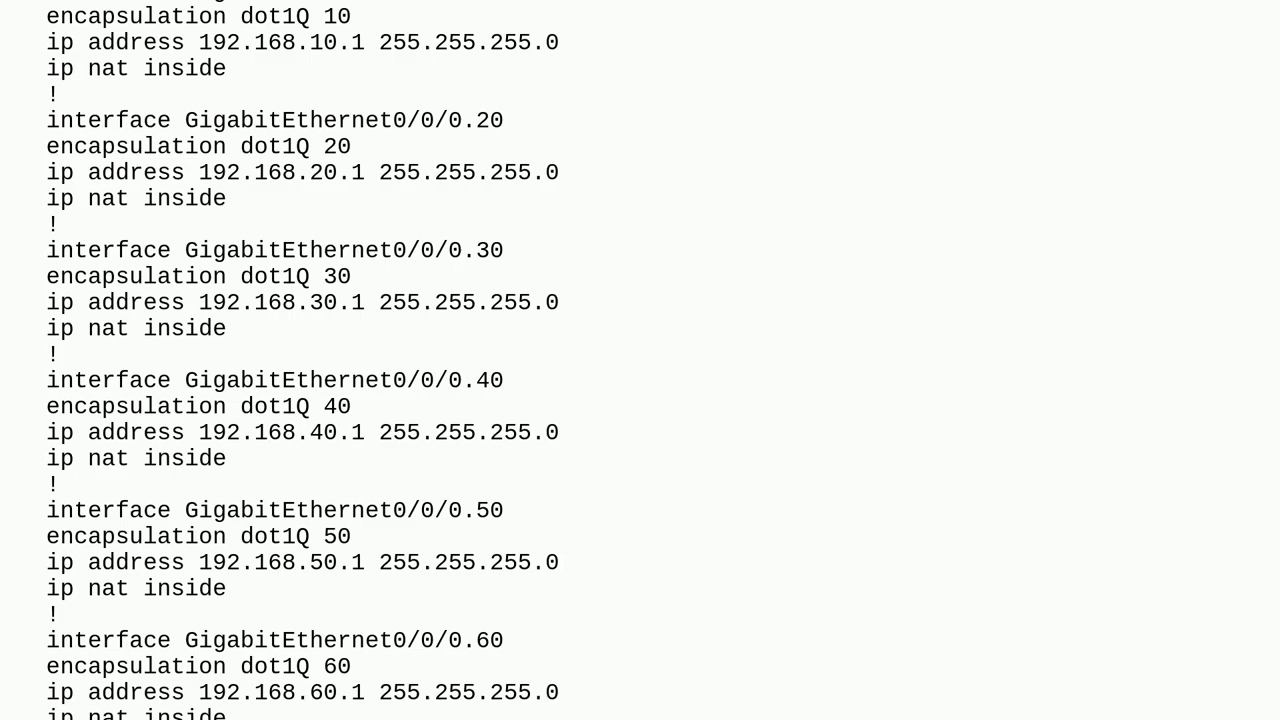 encapsulation dot1Q 10
ip address 192.168.10.1 255.255.255.0
ip nat inside
!
interface GigabitEthernet0/0/0.20
encapsulation dot1Q 20
ip address 192.168.20.1 255.255.255.0
ip nat inside
!
interface GigabitEthernet0/0/0.30
encapsulation dot1Q 30
ip address 192.168.30.1 255.255.255.0
ip nat inside
!
interface GigabitEthernet0/0/0.40
encapsulation dot1Q 40
ip address 192.168.40.1 255.255.255.0
ip nat inside
!
interface GigabitEthernet0/0/0.50
encapsulation dot1Q 50
ip address 192.168.50.1 255.255.255.0
ip nat inside
!
interface GigabitEthernet0/0/0.60
encapsulation dot1Q 60
ip address 192.168.60.1 255.255.255.0
ip nat inside